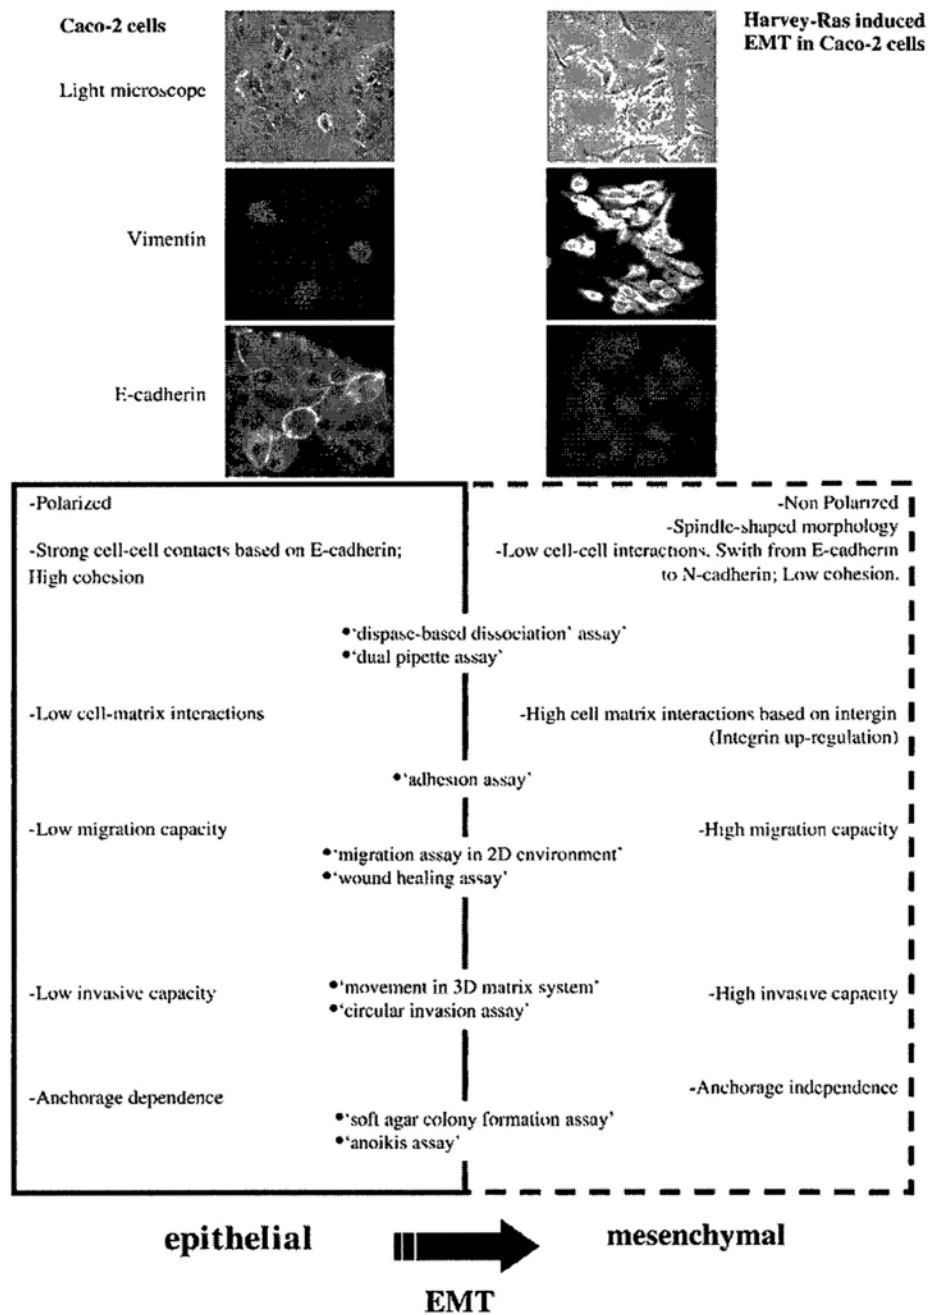 Caco-2 cells
Harvey-Ras induced
EMT in Caco-2 cells
Light microscope
Vimentin
E-cadherin
-Polarized
-Strong cell-cell contacts based on E-cadherin;
High cohesion
-Non Polarized
-Spindle-shaped morphology
-Low cell-cell interactions. Swith from E-cadherin
to N-cadherin; Low cohesion.
•‘dispase-based dissociation’ assay’
•‘dual pipette assay’
-Low cell-matrix interactions
-High cell matrix interactions based on intergin
(Integrin up-regulation)
•‘adhesion assay’
-Low migration capacity
-High migration capacity
•‘migration assay in 2D environment’
•‘wound healing assay’
-Low invasive capacity
•‘movement in 3D matrix system’
•‘circular invasion assay’
-High invasive capacity
-Anchorage dependence
-Anchorage independence
•‘soft agar colony formation assay’
•‘anoikis assay’
epithelial
mesenchymal
EMT